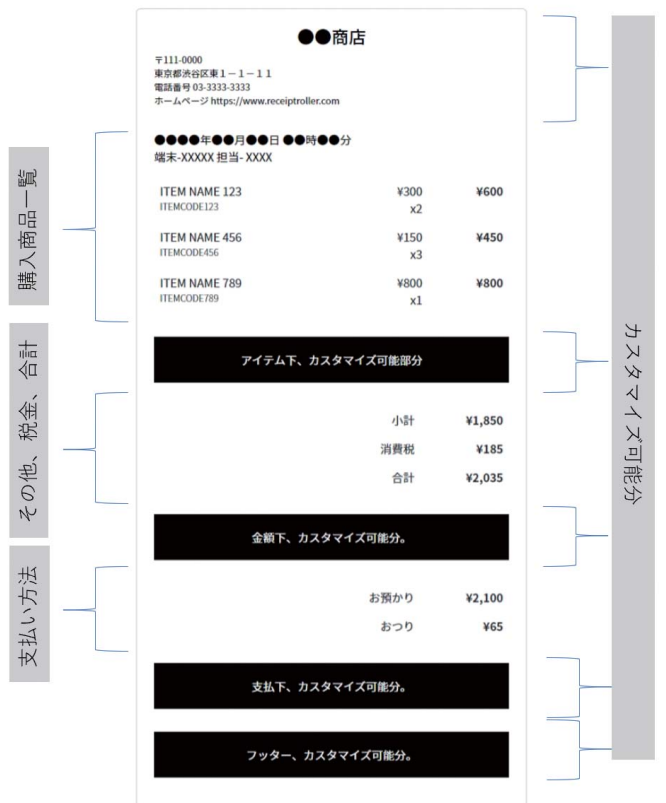 ●●商店
〒111-0000
東京都渋谷区東１－１－１１
電話番号 03-3333-3333
ホームページ https://www.receiptroller.com
●●●●年●●月●●日 ●●時●●分
端末-XXXXX 担当- XXXX
ITEM NAME 123 ¥300 ¥600
ITEMCODE123 x2
ITEM NAME 456 ¥150 ¥450
ITEMCODE456 x3
ITEM NAME 789 ¥800 ¥800
ITEMCODE789 x1
アイテム下、カスタマイズ可能部分
小計 ¥1,850
消費税 ¥185
合計 ¥2,035
金額下、カスタマイズ可能分。
お預かり ¥2,100
おつり ¥65
支払下、カスタマイズ可能分。
フッター、カスタマイズ可能分。
購入商品一覧
その他、税金、合計
支払い方法
カスタマイズ可能分